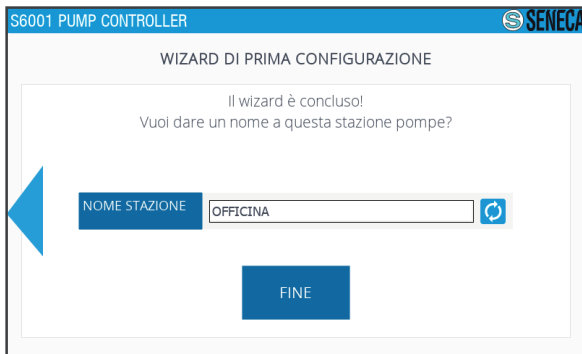 S6001 PUMP CONTROLLER
S SENECA
WIZARD DI PRIMA CONFIGURAZIONE
Il wizard è concluso!
Vuoi dare un nome a questa stazione pompe?
NOME STAZIONE
OFFICINA
FINE